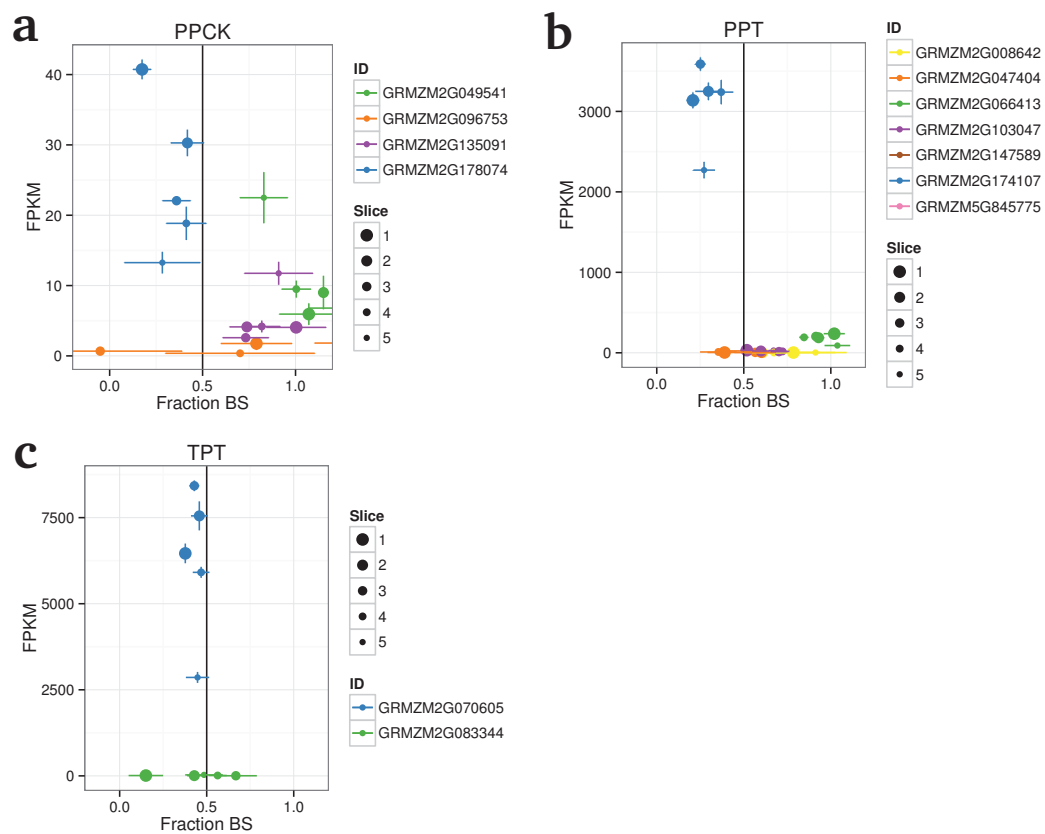 a
PPCK
FPKM
40
30
20
10
0
0.0 0.5 1.0
Fraction BS
ID
GRMZM2G049541
GRMZM2G096753
GRMZM2G135091
GRMZM2G178074
Slice
1
2
3
4
5
b
PPT
FPKM
3000
2000
1000
0
0.0 0.5 1.0
Fraction BS
ID
GRMZM2G008642
GRMZM2G047404
GRMZM2G066413
GRMZM2G103047
GRMZM2G147589
GRMZM2G174107
GRMZM5G845775
Slice
1
2
3
4
5
c
TPT
FPKM
7500
5000
2500
0
0.0 0.5 1.0
Fraction BS
Slice
1
2
3
4
5
ID
GRMZM2G070605
GRMZM2G083344